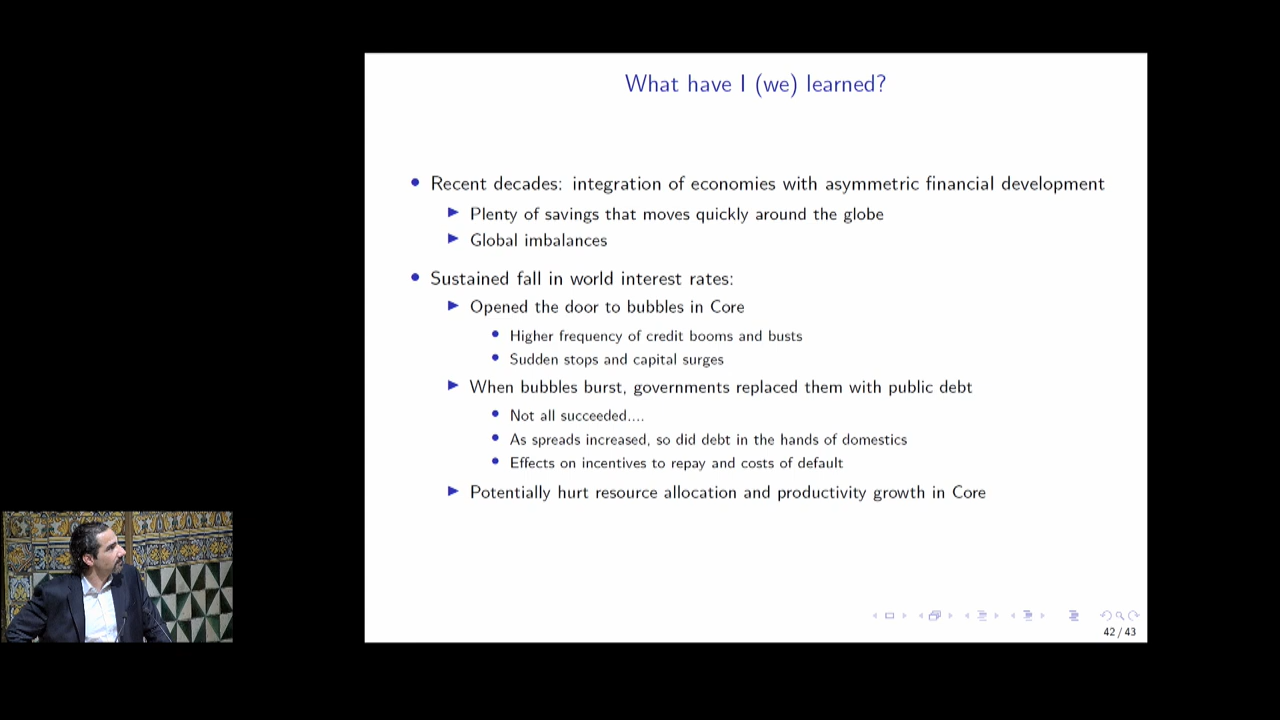 What have I (we) learned?
Recent decades: integration of economies with asymmetric financial development
Plenty of savings that moves quickly around the globe
Global imbalances
Sustained fall in world interest rates:
Opened the door to bubbles in Core
Higher frequency of credit booms and busts
Sudden stops and capital surges
When bubbles burst, governments replaced them with public debt
Not all succeeded....
As spreads increased, so did debt in the hands of domestics
Effects on incentives to repay and costs of default
Potentially hurt resource allocation and productivity growth in Core
42 / 43